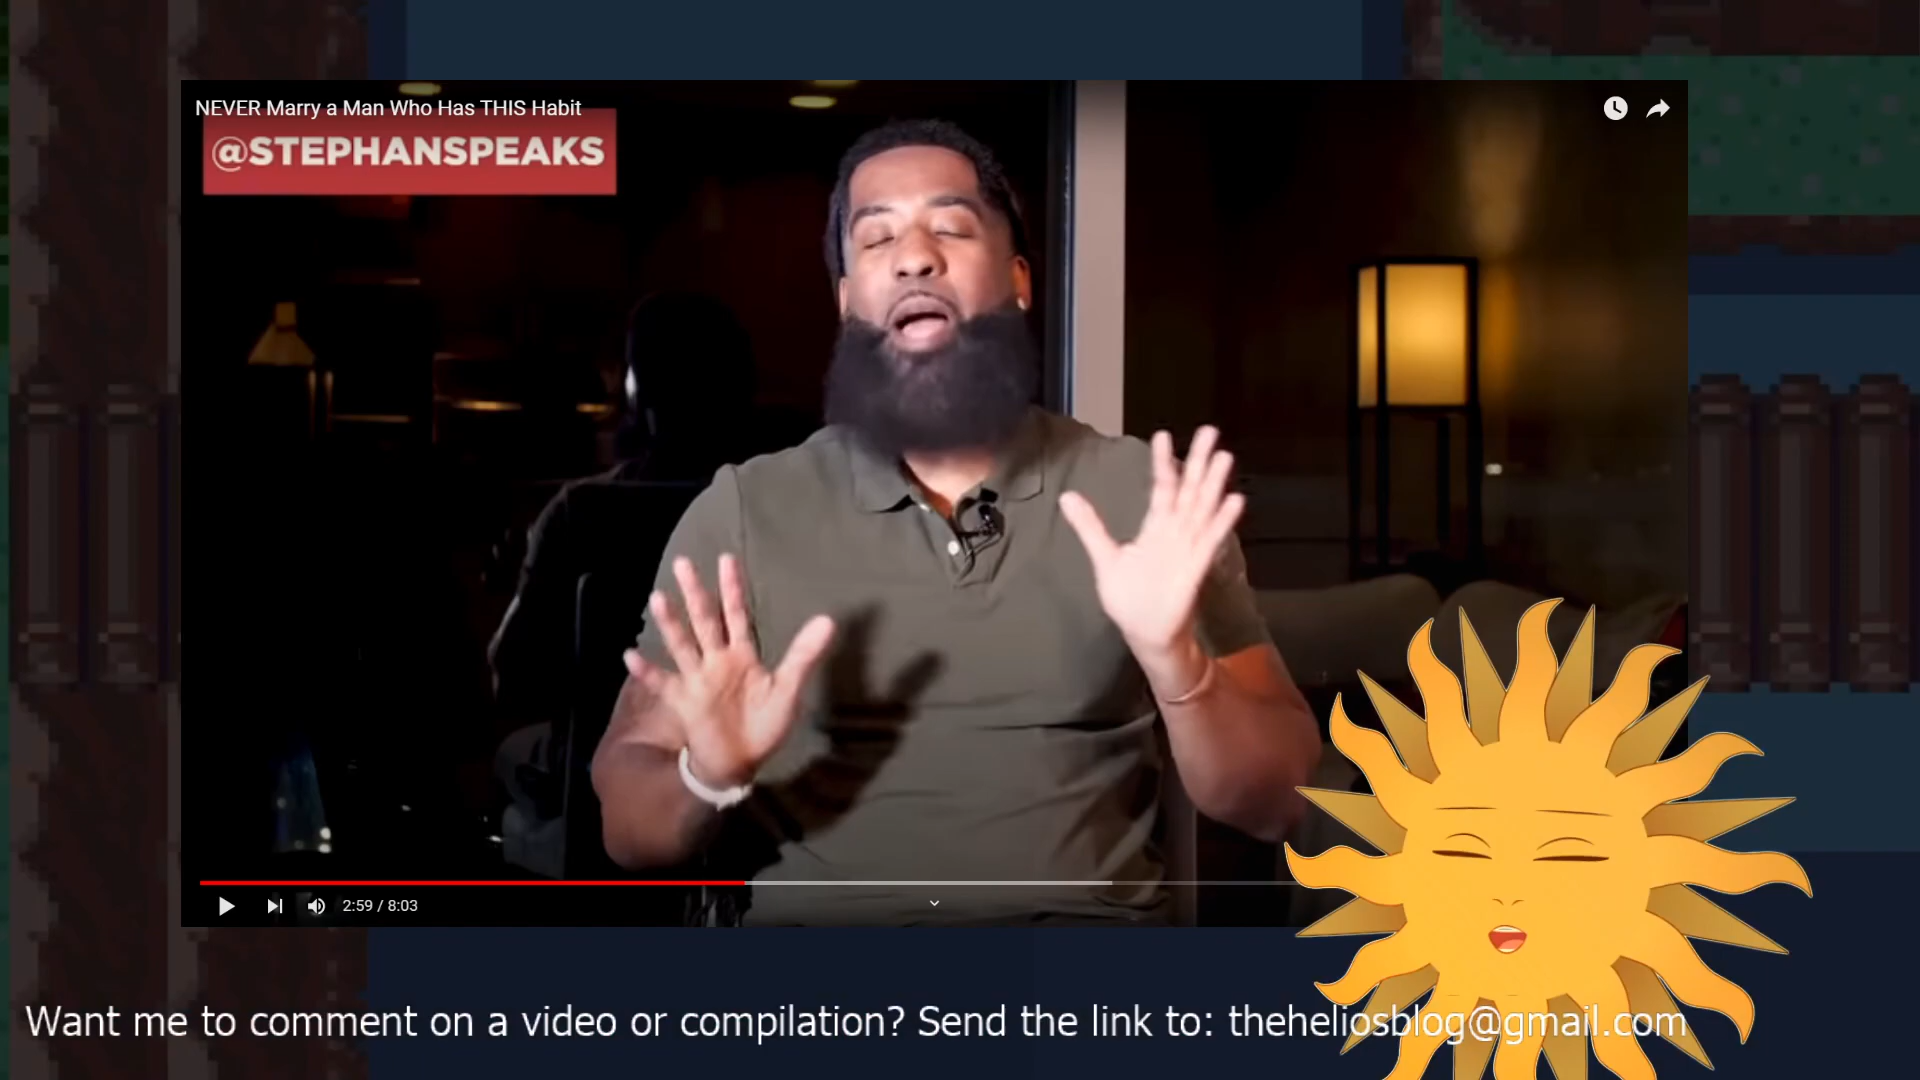 NEVER Marry a Man Who Has THIS Habit
@STEPHANSPEAKS
2:59 / 8:03
Want me to comment on a video or compilation? Send the link to: theheliosblog@gmail.com